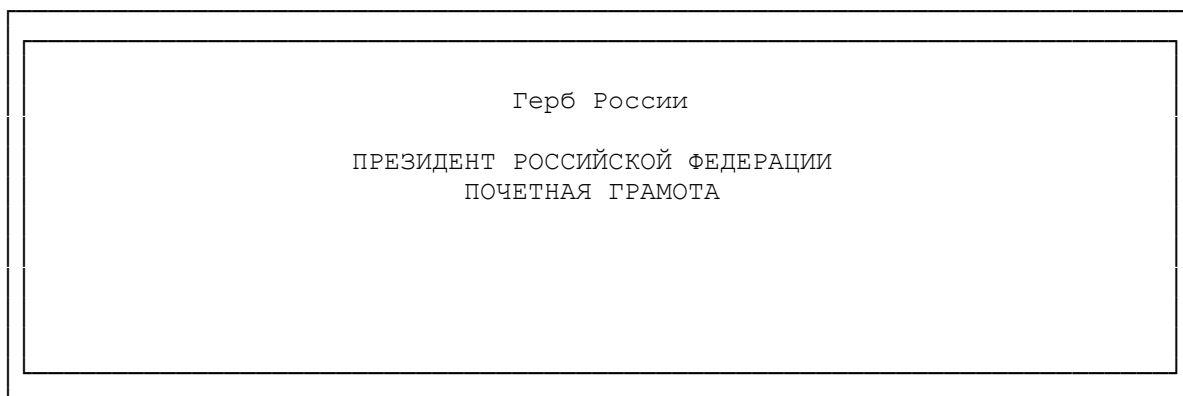 Герб России
ПРЕЗИДЕНТ РОССИЙСКОЙ ФЕДЕРАЦИИ
ПОЧЕТНАЯ ГРАМОТА